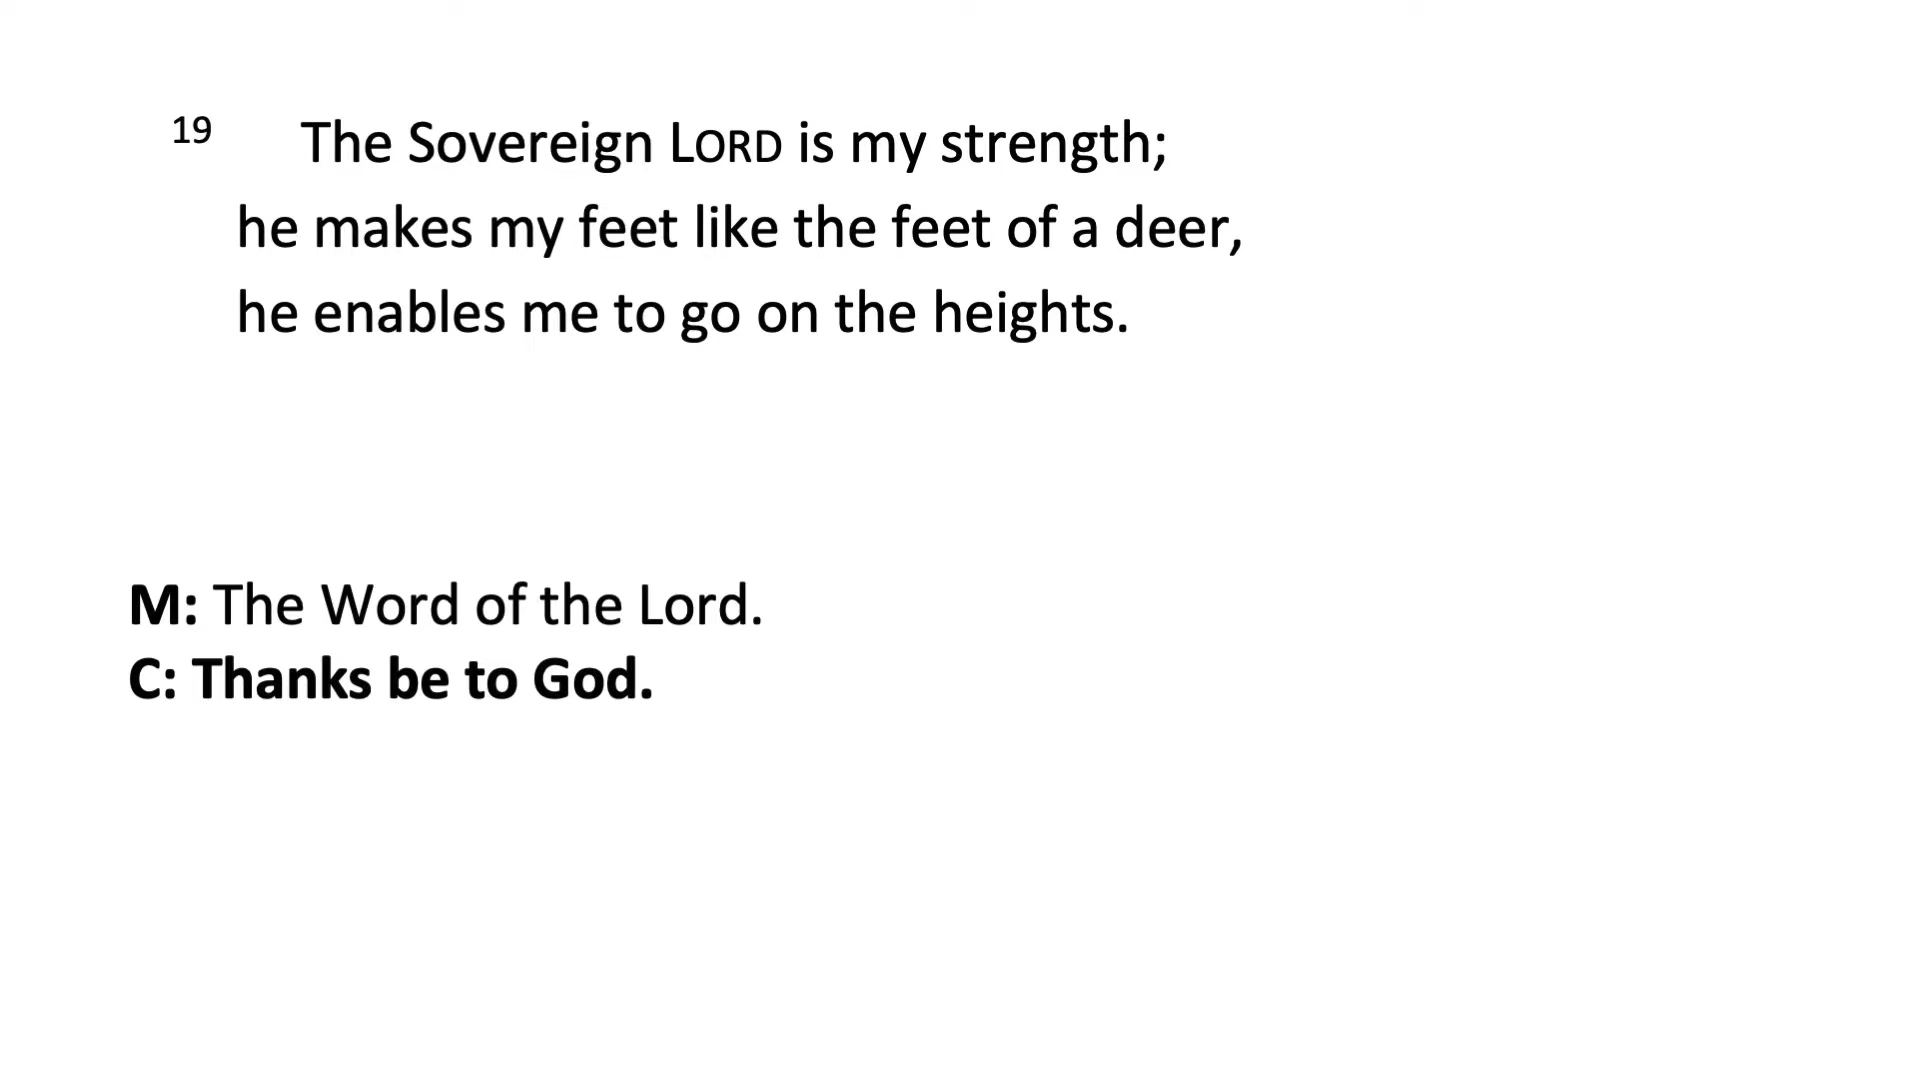 19 The Sovereign LORD is my strength;
he makes my feet like the feet of a deer,
he enables me to go on the heights.
M: The Word of the Lord.
C: Thanks be to God.